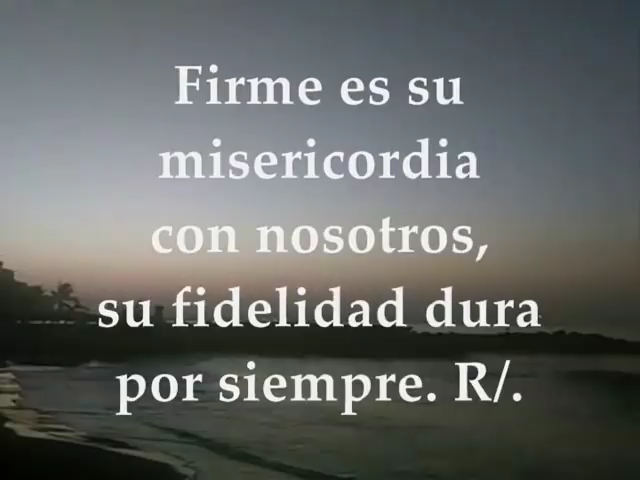 Firme es su
misericordia
con nosotros,
su fidelidad dura
por siempre. R/.